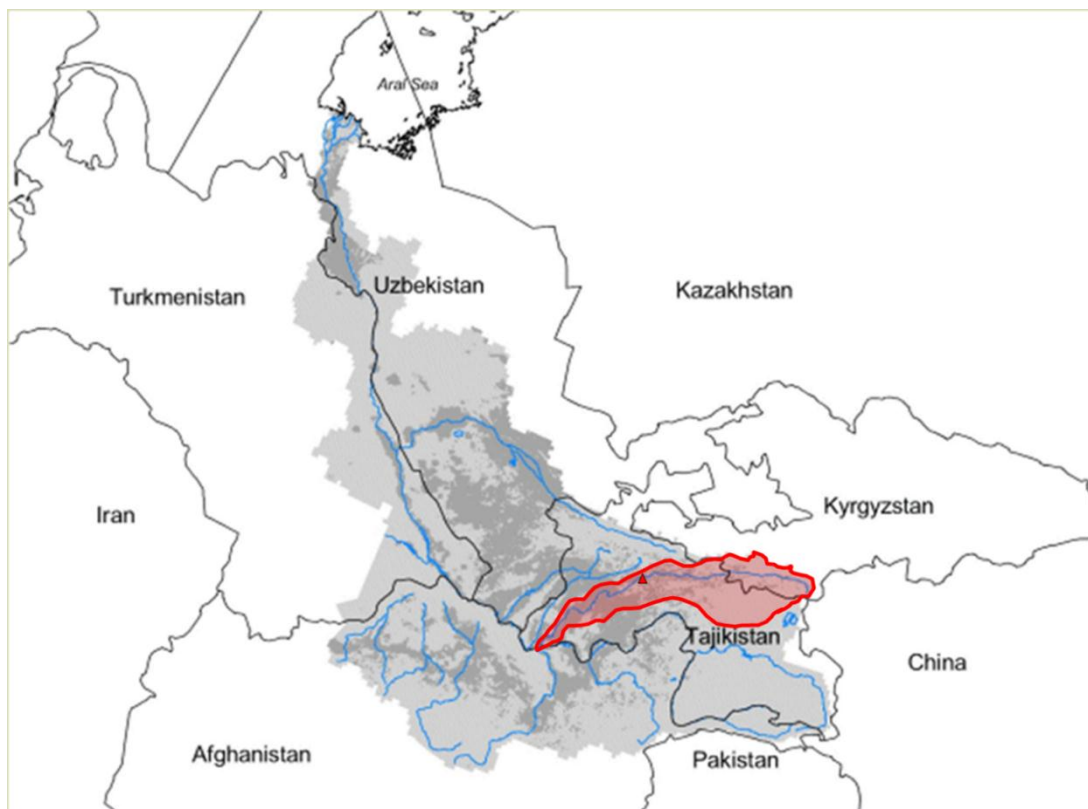 Aral Sea
Uzbekistan
Kazakhstan
Turkmenistan
Iran
Kyrgyzstan
Tajikistan
China
Afghanistan
Pakistan